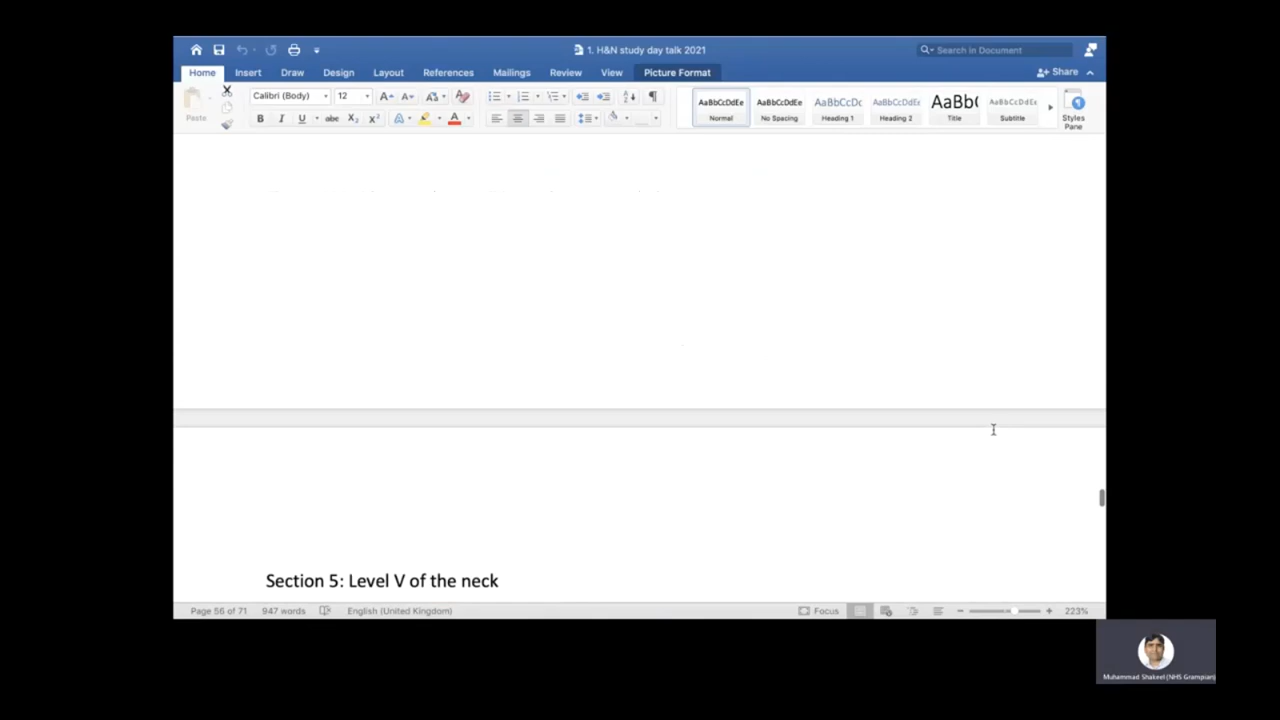 1. H&N study day talk 2021
Search in Document
Home Insert Draw Design Layout References Mailings Review View Picture Format
Share
Paste
Calibri (Body) 12
AaBbCcDdEe AaBbCcDdEe AaBbCcDc AaBbCcDdEe AaBb( AaBbCcDdEe
Normal No Spacing Heading 1 Heading 2 Title Subtitle
Styles
Pane
Section 5: Level V of the neck
Page 56 of 71 947 words English (United Kingdom) Focus 223%
Muhammad Shakeel (NHS Grampian)